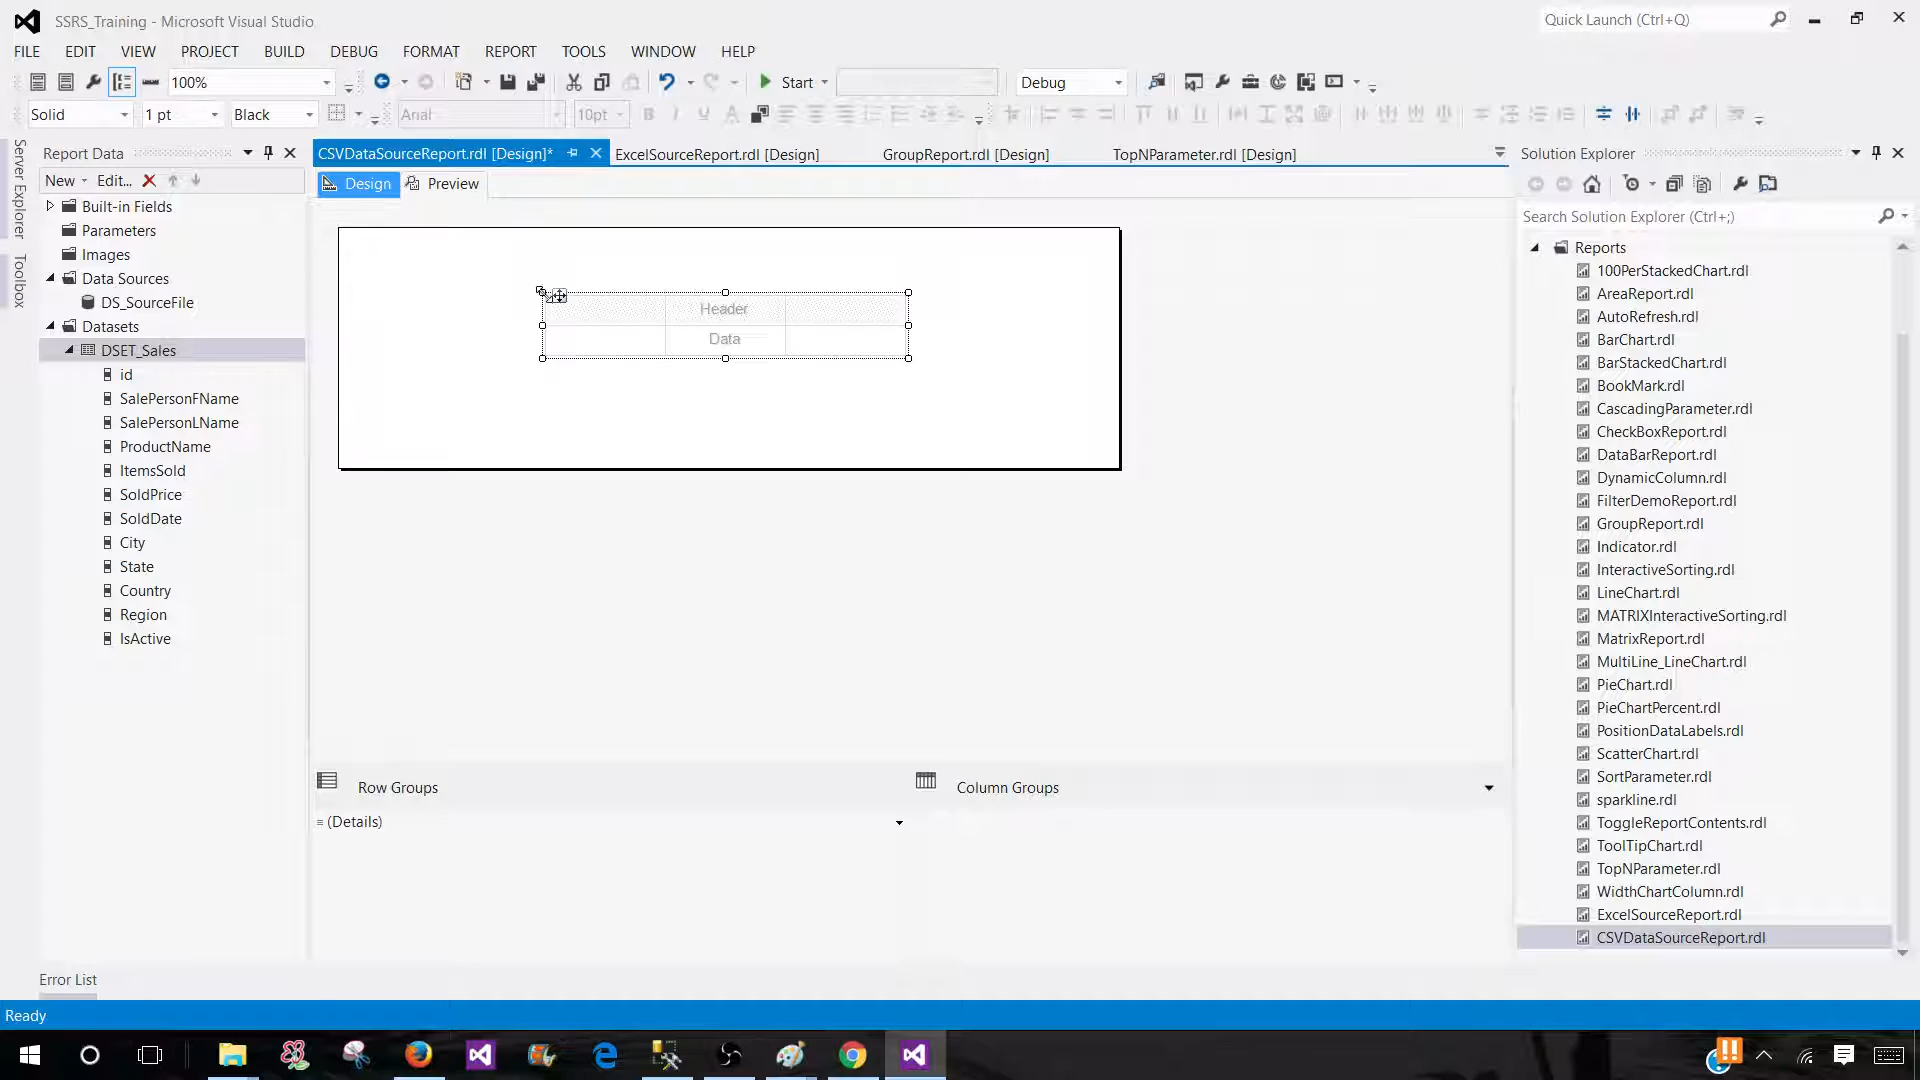 SSRS_Training - Microsoft Visual Studio
Quick Launch (Ctrl+Q)
FILE EDIT VIEW PROJECT BUILD DEBUG FORMAT REPORT TOOLS WINDOW HELP
100% Start Debug
Solid 1 pt Black Arial 10pt B I U A
Server Explorer
Toolbox
Report Data
New Edit...
Built-in Fields
Parameters
Images
Data Sources
DS_SourceFile
Datasets
DSET_Sales
id
SalePersonFName
SalePersonLName
ProductName
ItemsSold
SoldPrice
SoldDate
City
State
Country
Region
IsActive
CSVDataSourceReport.rdl [Design]* ExcelSourceReport.rdl [Design] GroupReport.rdl [Design] TopNParameter.rdl [Design]
Design Preview
Header
Data
Row Groups Column Groups
(Details)
Solution Explorer
Search Solution Explorer (Ctrl+;)
Reports
100PerStackedChart.rdl
AreaReport.rdl
AutoRefresh.rdl
BarChart.rdl
BarStackedChart.rdl
BookMark.rdl
CascadingParameter.rdl
CheckBoxReport.rdl
DataBarReport.rdl
DynamicColumn.rdl
FilterDemoReport.rdl
GroupReport.rdl
Indicator.rdl
InteractiveSorting.rdl
LineChart.rdl
MATRIXInteractiveSorting.rdl
MatrixReport.rdl
MultiLine_LineChart.rdl
PieChart.rdl
PieChartPercent.rdl
PositionDataLabels.rdl
ScatterChart.rdl
SortParameter.rdl
sparkline.rdl
ToggleReportContents.rdl
ToolTipChart.rdl
TopNParameter.rdl
WidthChartColumn.rdl
ExcelSourceReport.rdl
CSVDataSourceReport.rdl
Error List
Ready